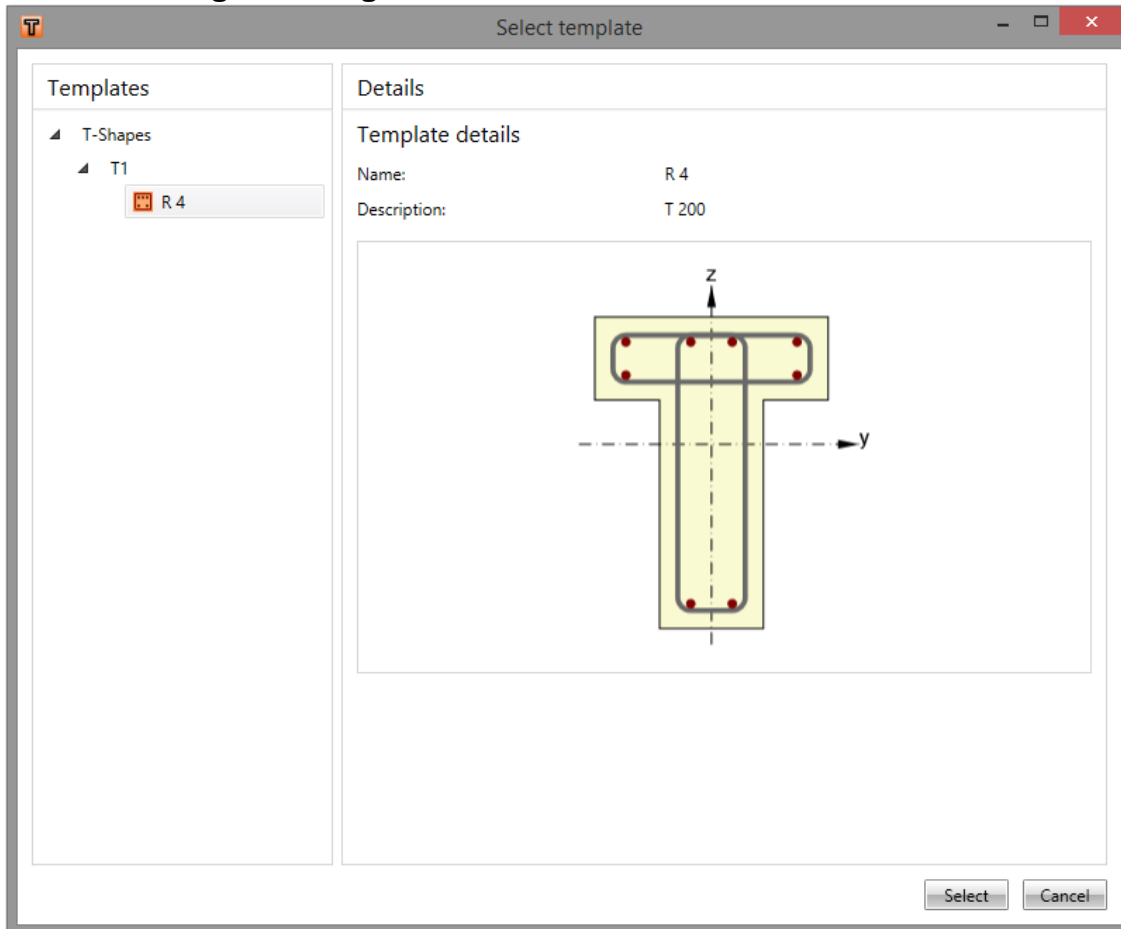 Select template
Templates
T-Shapes
T1
R 4
Details
Template details
Name: R 4
Description: T 200
z
y
Select Cancel